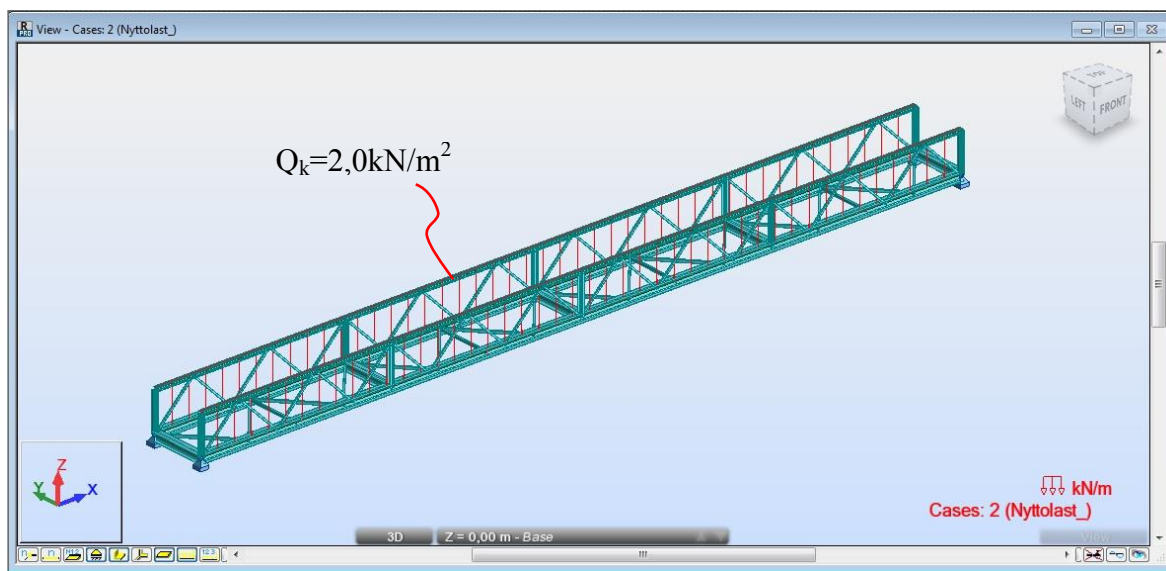 View - Cases: 2 (Nyttolast_)
TOP
LEFT
FRONT
Qk=2,0kN/m2
Z
Y
X
kN/m
Cases: 2 (Nyttolast_)
3D
Z = 0,00 m - Base
View